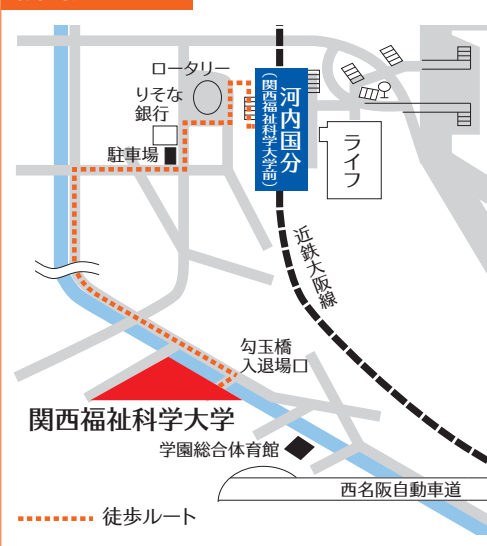 ロータリー
りそな
銀行
駐車場
河内国分
(関西福祉科学大学前)
ライフ
近鉄大阪線
勾玉橋
入退場口
関西福祉科学大学
学園総合体育館
西名阪自動車道
徒歩ルート